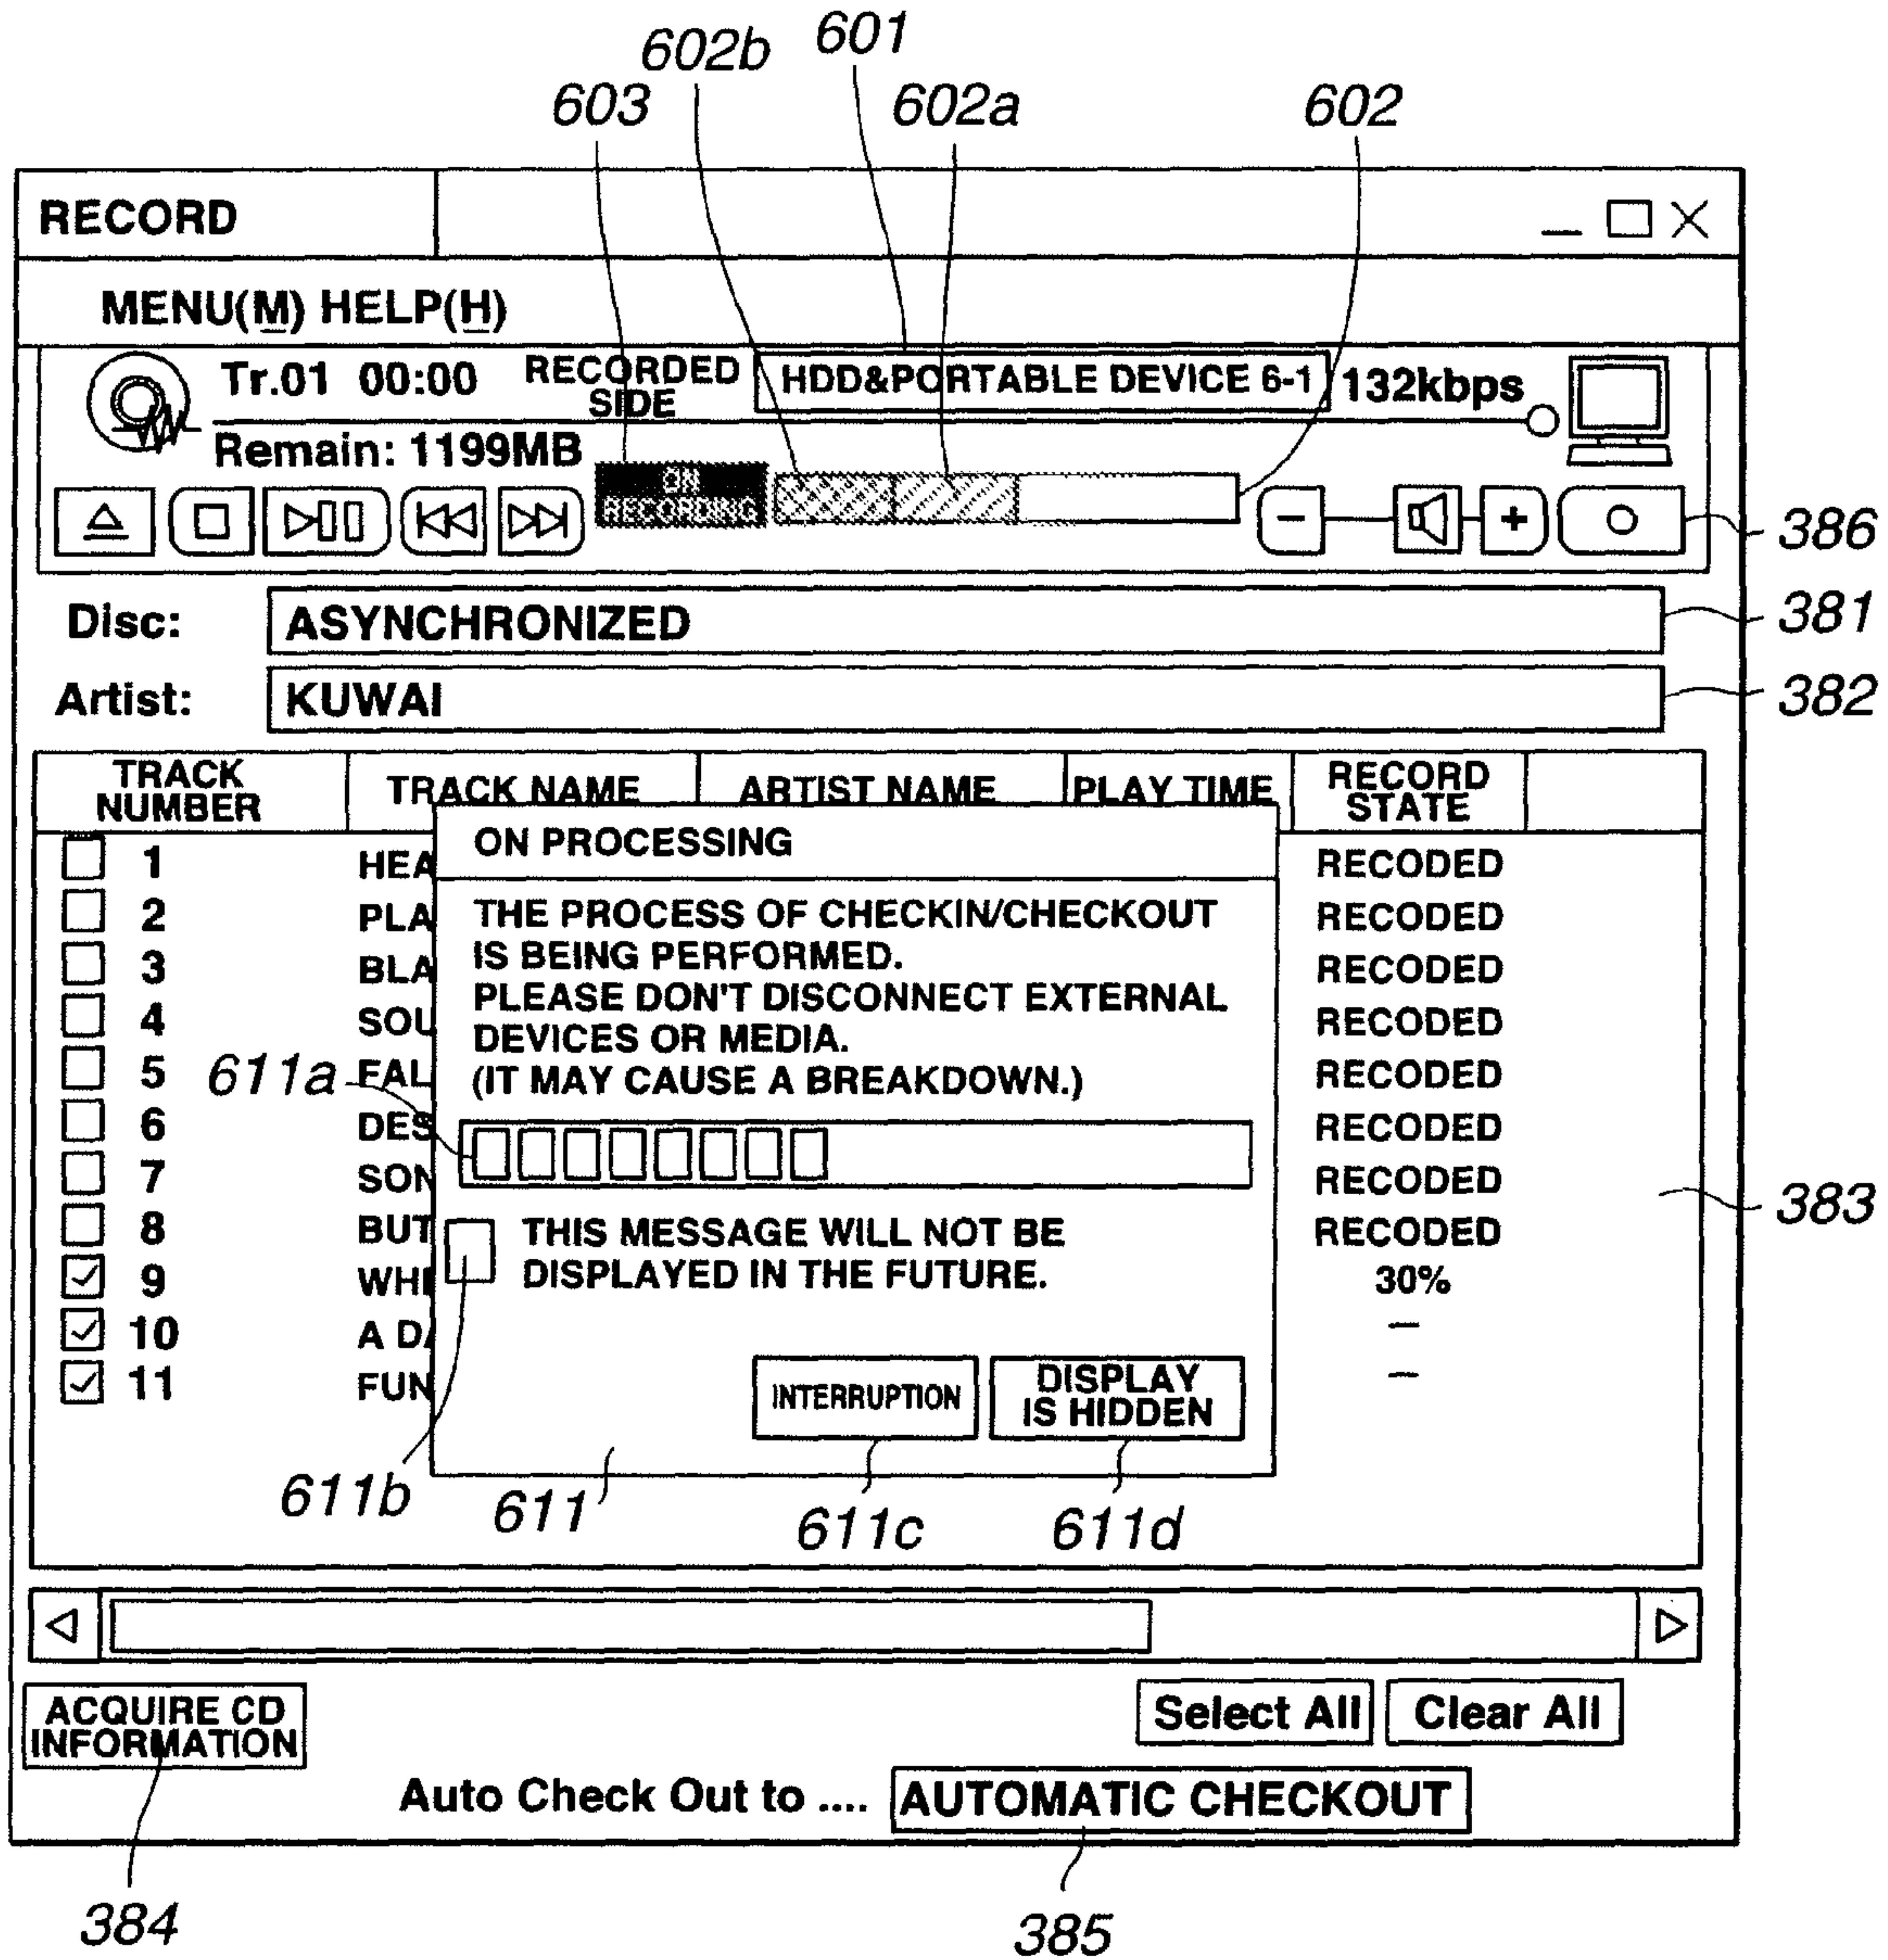 602b 601
603 602a 602
RECORD
MENU(M) HELP(H)
Tr.01 00:00 RECORDED SIDE HDD&PORTABLE DEVICE 6-1 132kbps
Remain: 1199MB
ON
RECORDING
- + 386
Disc: ASYNCHRONIZED 381
Artist: KUWAI 382
TRACK NUMBER TRACK NAME ARTIST NAME PLAY TIME RECORD STATE
ON PROCESSING
1 HEA RECODED
THE PROCESS OF CHECKIN/CHECKOUT
2 PLA RECODED
IS BEING PERFORMED.
3 BLA RECODED
PLEASE DON'T DISCONNECT EXTERNAL
4 SOU RECODED
DEVICES OR MEDIA.
611a 5 FAL RECODED
(IT MAY CAUSE A BREAKDOWN.)
6 DES RECODED
7 SON RECODED
383
8 BUT RECODED
THIS MESSAGE WILL NOT BE
DISPLAYED IN THE FUTURE.
9 WHE 30%
10 A DA –
11 FUN –
INTERRUPTION DISPLAY IS HIDDEN
611b 611 611c 611d
ACQUIRE CD INFORMATION Select All Clear All
Auto Check Out to .... AUTOMATIC CHECKOUT
384 385